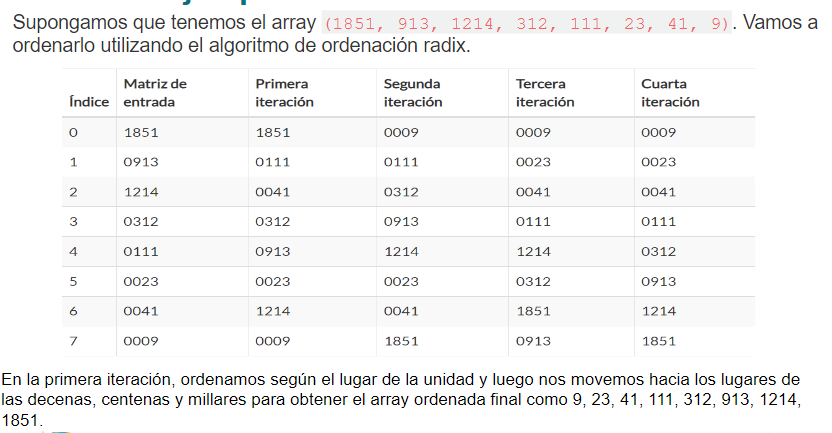 Supongamos que tenemos el array (1851, 913, 1214, 312, 111, 23, 41, 9). Vamos a
ordenarlo utilizando el algoritmo de ordenación radix.
Índice Matriz de entrada Primera iteración Segunda iteración Tercera iteración Cuarta iteración
0 1851 1851 0009 0009 0009
1 0913 0111 0111 0023 0023
2 1214 0041 0312 0041 0041
3 0312 0312 0913 0111 0111
4 0111 0913 1214 1214 0312
5 0023 0023 0023 0312 0913
6 0041 1214 0041 1851 1214
7 0009 0009 1851 0913 1851
En la primera iteración, ordenamos según el lugar de la unidad y luego nos movemos hacia los lugares de
las decenas, centenas y millares para obtener el array ordenada final como 9, 23, 41, 111, 312, 913, 1214,
1851.